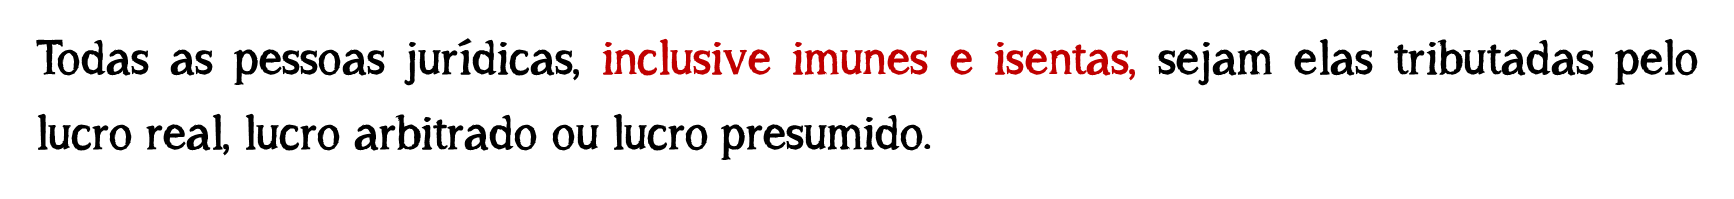 Todas as pessoas jurídicas, inclusive imunes e isentas, sejam elas tributadas pelo
lucro real, lucro arbitrado ou lucro presumido.